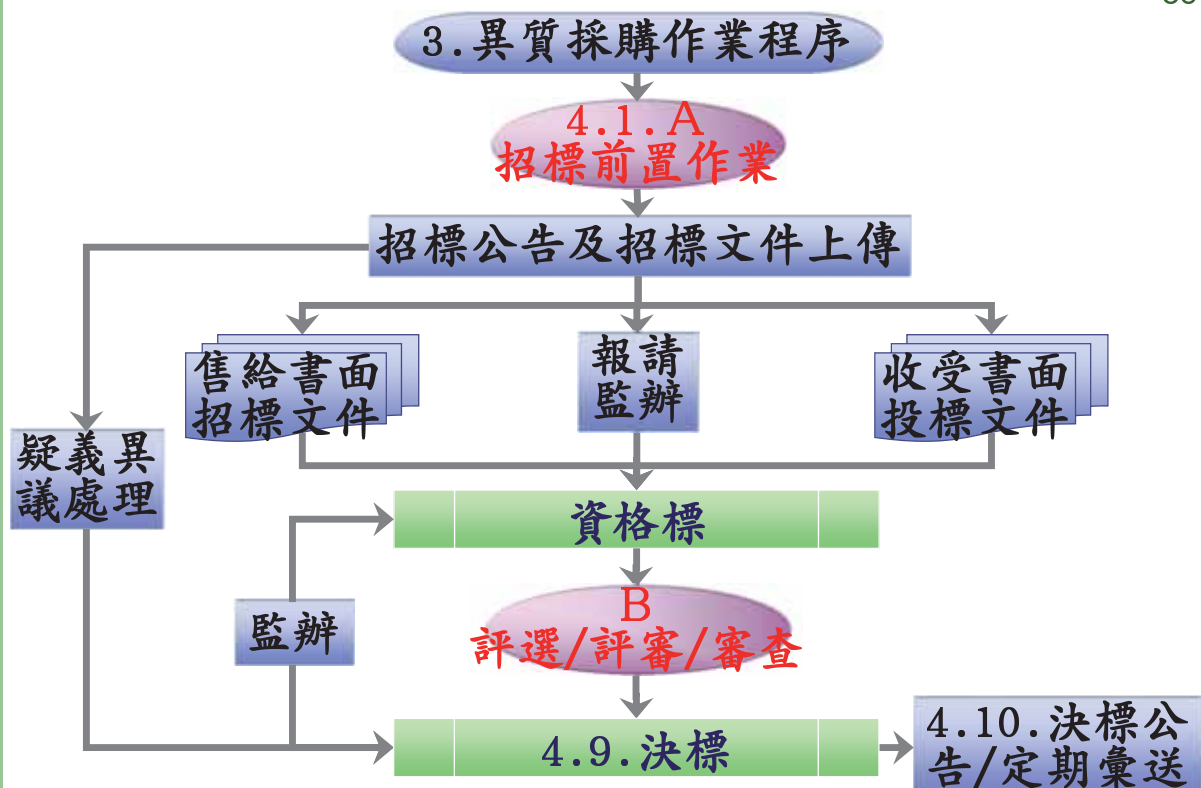 3.異質採購作業程序
4.1.A
招標前置作業
招標公告及招標文件上傳
售給書面
招標文件
報請
監辦
收受書面
投標文件
疑義異
議處理
資格標
監辦
B
評選/評審/審查
4.9.決標
4.10.決標公
告/定期彙送